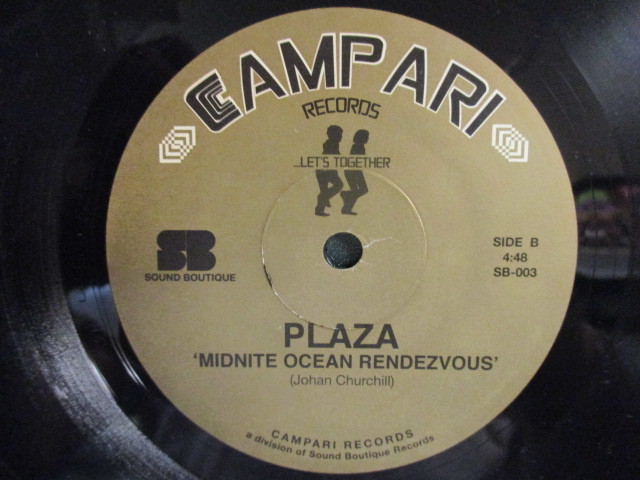 CAMPARI
RECORDS
...LET'S TOGETHER
SB
SOUND BOUTIQUE
SIDE B
4:48
SB-003
PLAZA
'MIDNITE OCEAN RENDEZVOUS'
(Johan Churchill)
CAMPARI RECORDS
a division of Sound Boutique Records